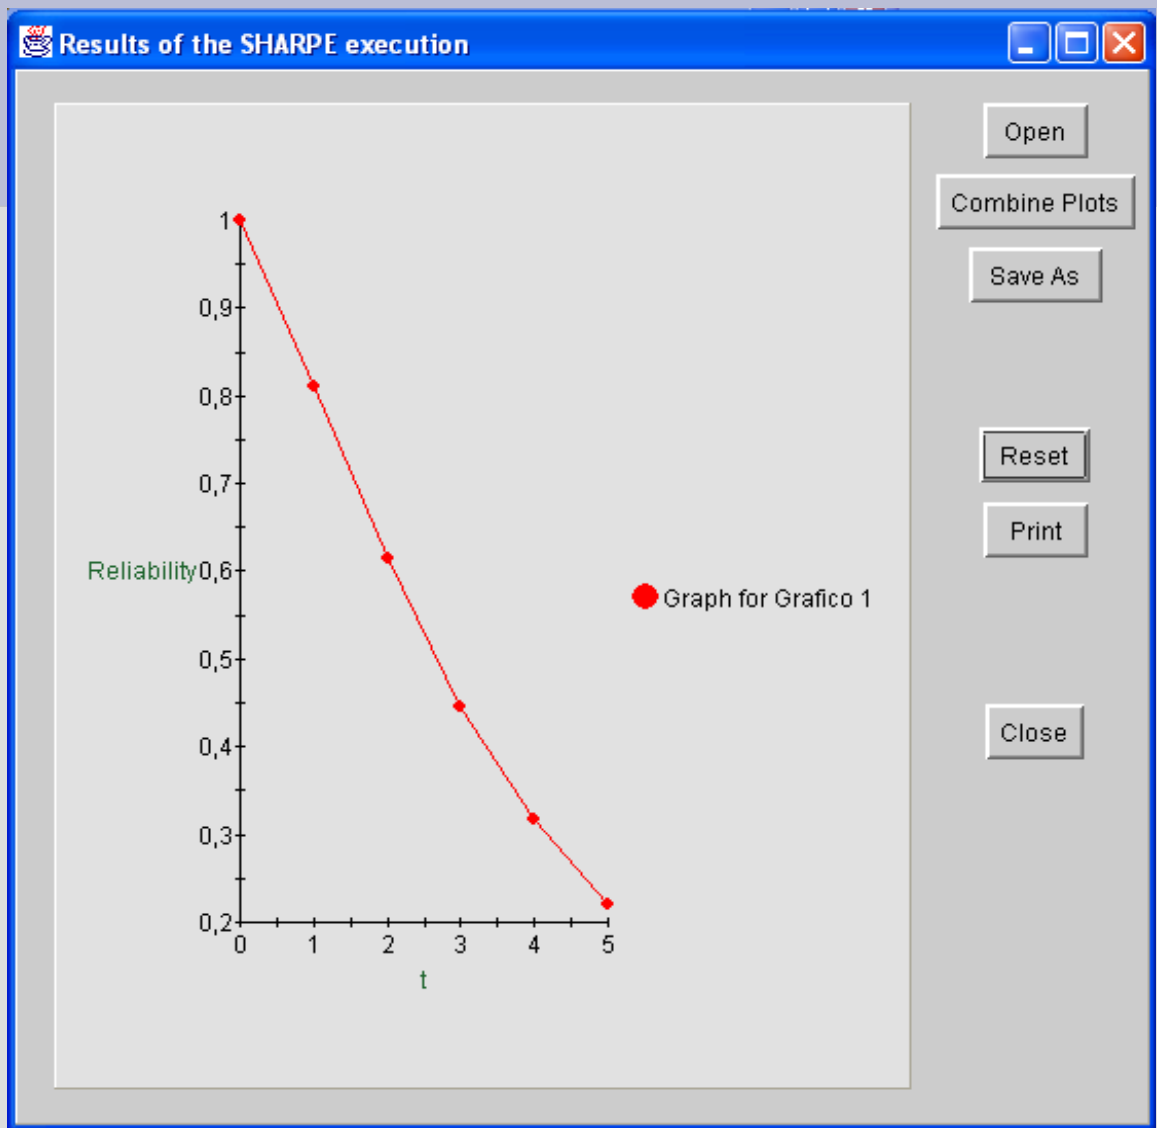 Results of the SHARPE execution
Open
Combine Plots
Save As
Reset
Print
Close
1
0,9
0,8
0,7
Reliability 0,6
0,5
0,4
0,3
0,2
0 1 2 3 4 5
t
Graph for Grafico 1